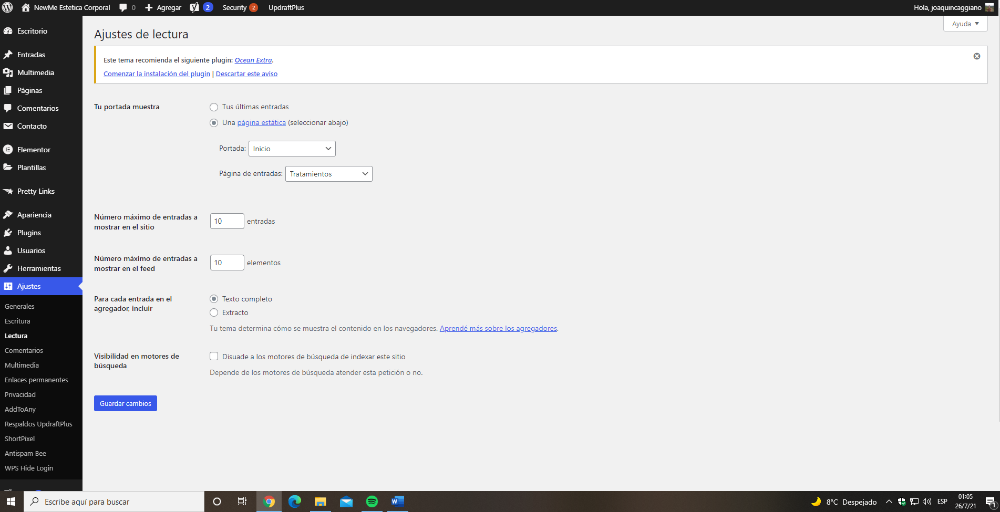 NewMe Estetica Corporal 0 Agregar 2 Security 2 UpdraftPlus Hola, joaquincaggiano
Ayuda
Escritorio
Entradas
Multimedia
Páginas
Comentarios
Contacto
Elementor
Plantillas
Pretty Links
Apariencia
Plugins
Usuarios
Herramientas
Ajustes
Generales
Escritura
Lectura
Comentarios
Multimedia
Enlaces permanentes
Privacidad
AddToAny
Respaldos UpdraftPlus
ShortPixel
Antispam Bee
WPS Hide Login
Ajustes de lectura
Este tema recomienda el siguiente plugin: Ocean Extra.
Comenzar la instalación del plugin | Descartar este aviso
Tu portada muestra
Tus últimas entradas
Una página estática (seleccionar abajo)
Portada: Inicio
Página de entradas: Tratamientos
Número máximo de entradas a
mostrar en el sitio
10 entradas
Número máximo de entradas a
mostrar en el feed
10 elementos
Para cada entrada en el
agregador, incluir
Texto completo
Extracto
Tu tema determina cómo se muestra el contenido en los navegadores. Aprendé más sobre los agregadores.
Visibilidad en motores de
búsqueda
Disuade a los motores de búsqueda de indexar este sitio
Depende de los motores de búsqueda atender esta petición o no.
Guardar cambios
Escribe aquí para buscar
8°C Despejado
ESP
01:05
26/7/21
1